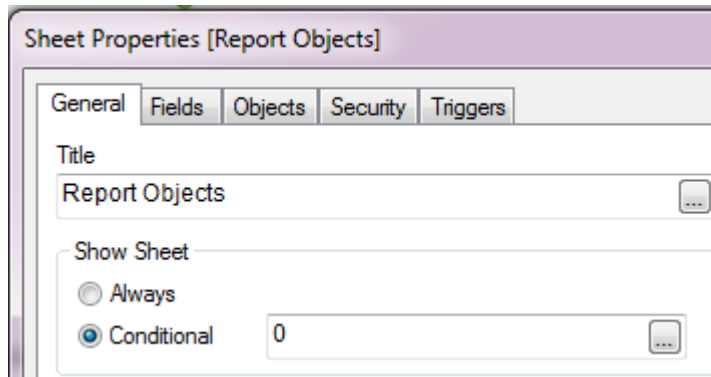 Sheet Properties [Report Objects]
General Fields Objects Security Triggers
Title
Report Objects
...
Show Sheet
Always
Conditional 0 ...